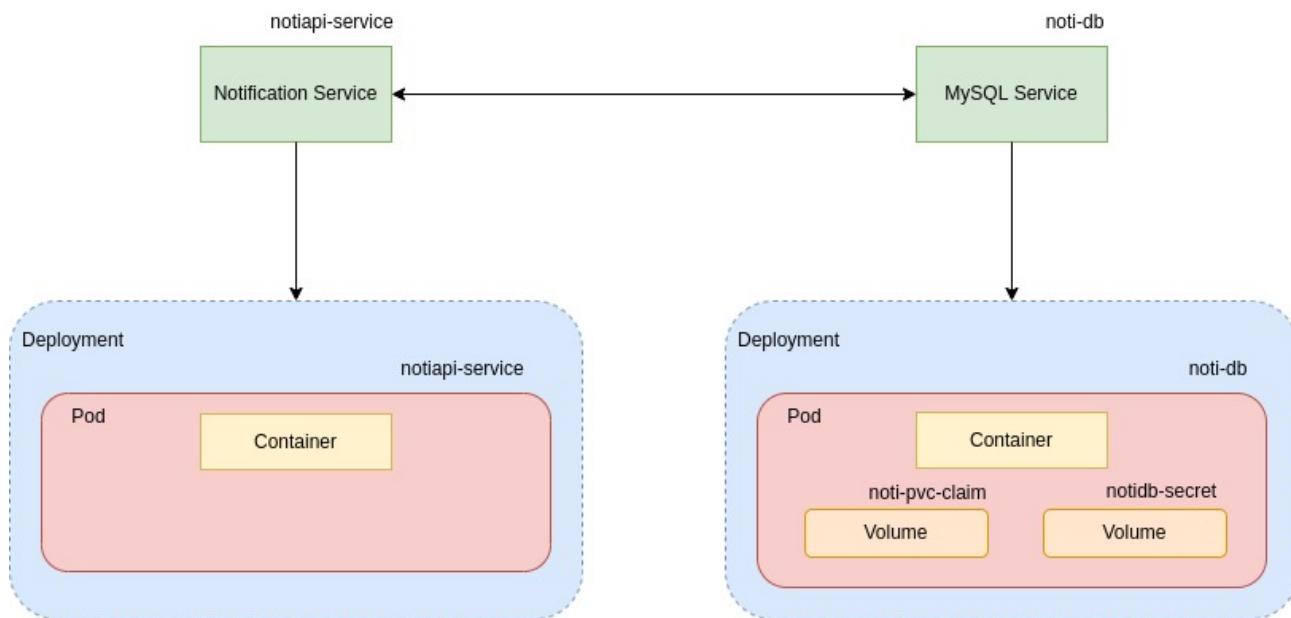 notiapi-service
noti-db
Notification Service
MySQL Service
Deployment
notiapi-service
Pod
Container
Deployment
noti-db
Pod
Container
noti-pvc-claim
notidb-secret
Volume
Volume